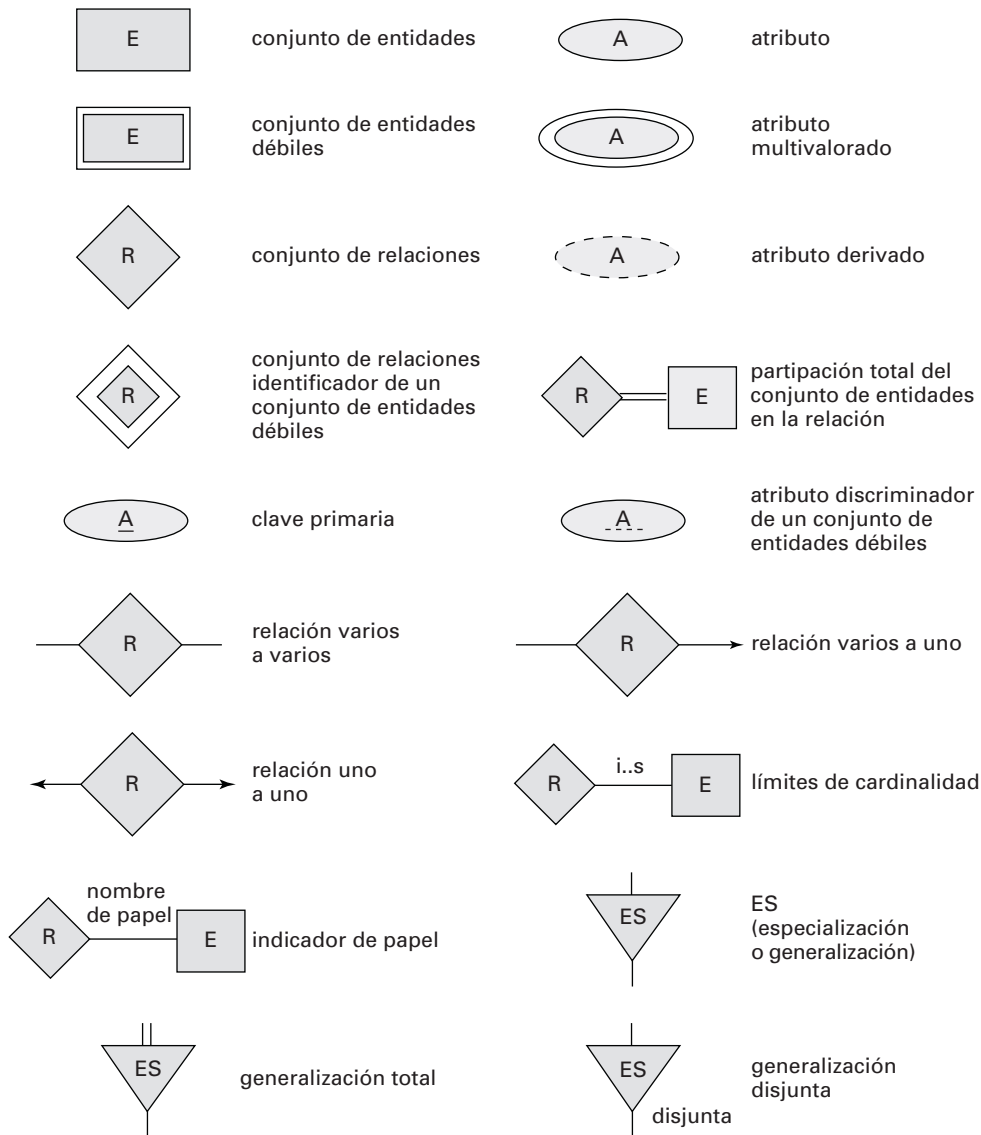 E
conjunto de entidades
A
atributo
E
conjunto de entidades
débiles
A
atributo
multivalorado
R
conjunto de relaciones
A
atributo derivado
R
conjunto de relaciones
identificador de un
conjunto de entidades
débiles
R
E
partipación total del
conjunto de entidades
en la relación
A
clave primaria
A
atributo discriminador
de un conjunto de
entidades débiles
R
relación varios
a varios
R
relación varios a uno
R
relación uno
a uno
R
i..s
E
límites de cardinalidad
R
nombre
de papel
E
indicador de papel
ES
ES
(especialización
o generalización)
ES
generalización total
ES
disjunta
generalización
disjunta